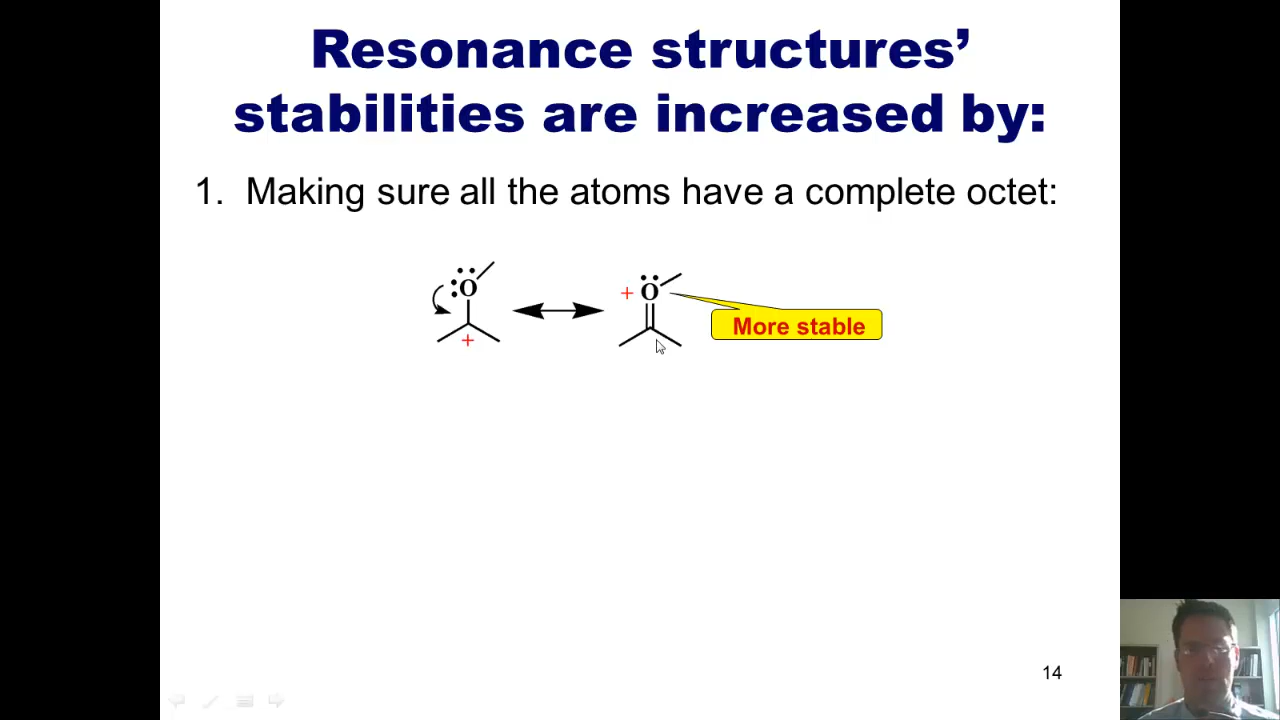 Resonance structures’
stabilities are increased by:
1. Making sure all the atoms have a complete octet:
O
+
+ O
More stable
14